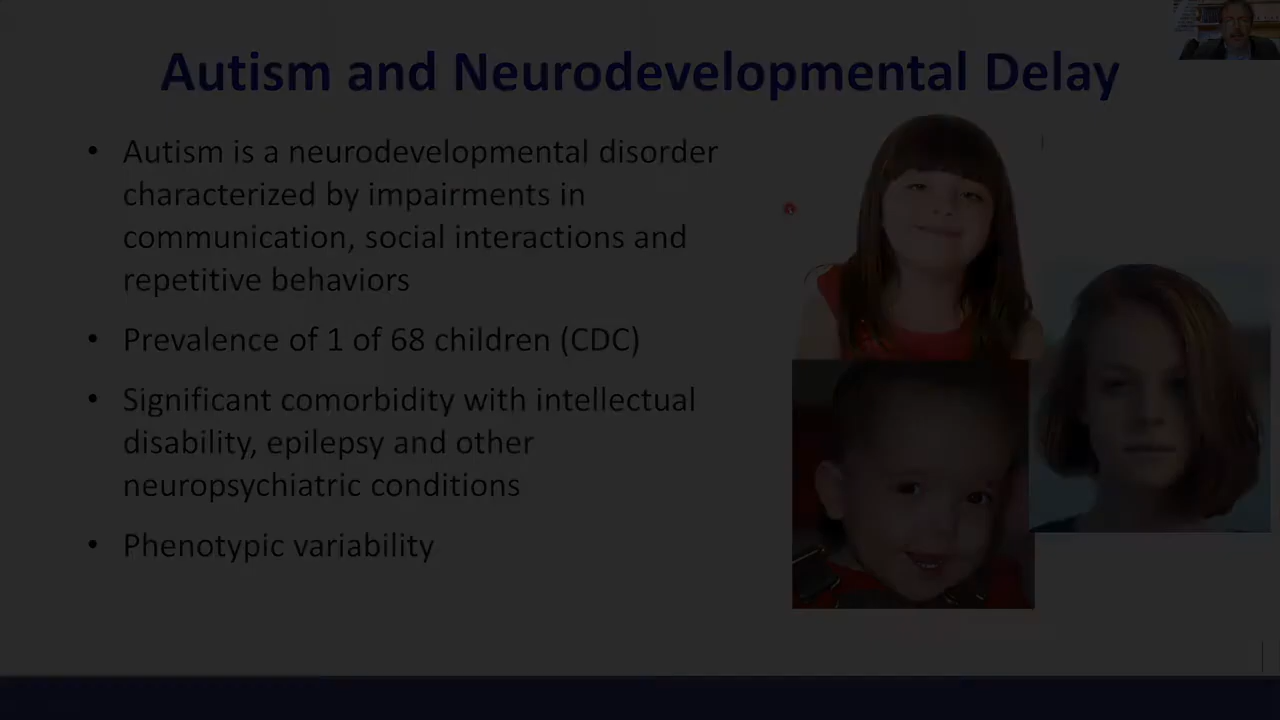 Autism and Neurodevelopmental Delay
• Autism is a neurodevelopmental disorder
characterized by impairments in
communication, social interactions and
repetitive behaviors
• Prevalence of 1 of 68 children (CDC)
• Significant comorbidity with intellectual
disability, epilepsy and other
neuropsychiatric conditions
• Phenotypic variability